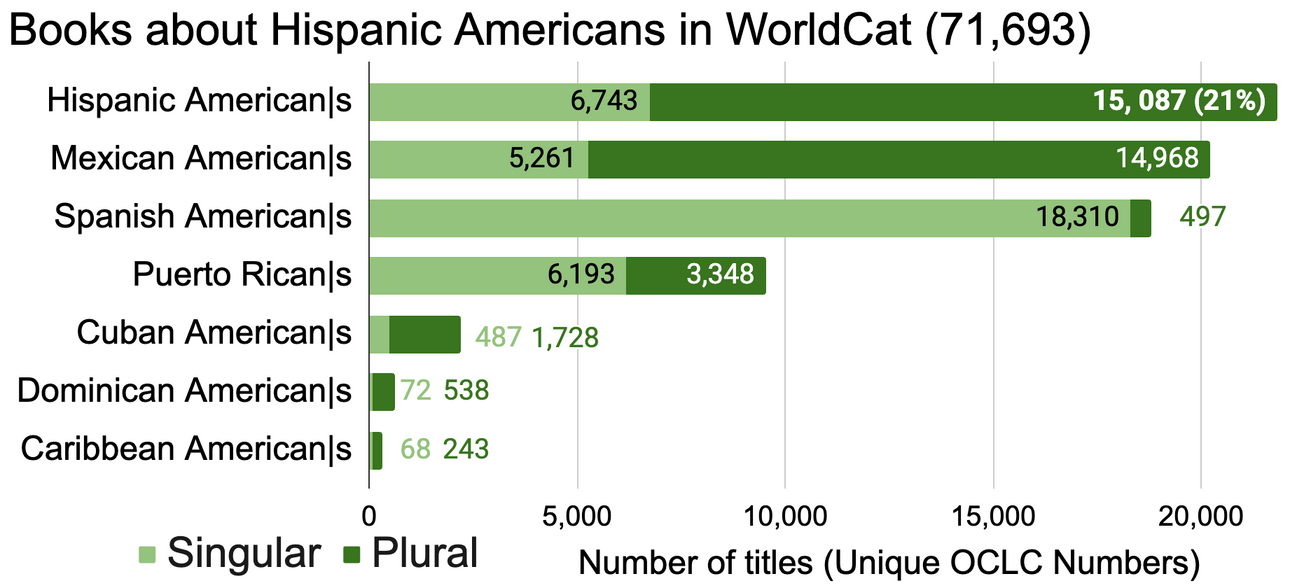 Books about Hispanic Americans in WorldCat (71,693)
Hispanic American|s 6,743 15, 087 (21%)
Mexican American|s 5,261 14,968
Spanish American|s 18,310 497
Puerto Rican|s 6,193 3,348
Cuban American|s 487 1,728
Dominican American|s 72 538
Caribbean American|s 68 243
0 5,000 10,000 15,000 20,000
Singular Plural
Number of titles (Unique OCLC Numbers)